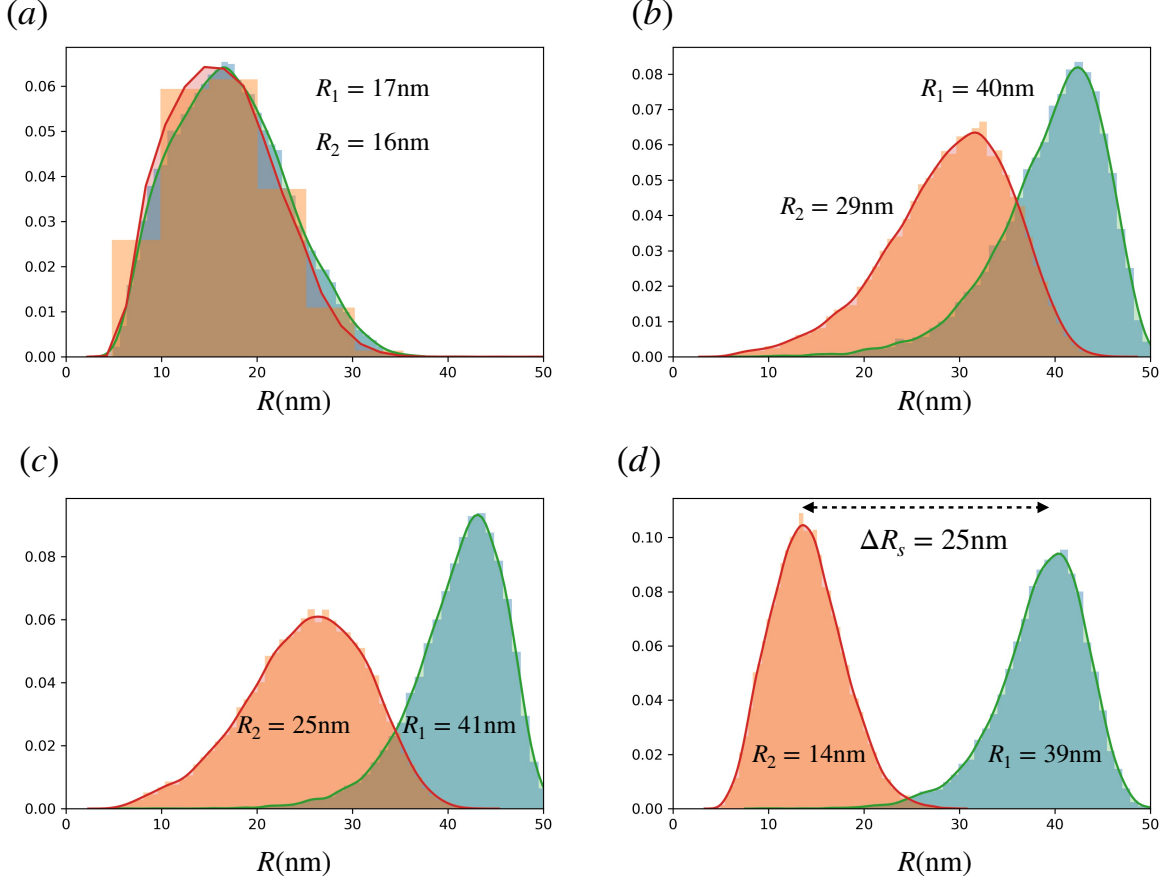 (a)
0.06
0.05
0.04
0.03
0.02
0.01
0.00
0 10 20 30 40 50
R(nm)
R₁ = 17nm
R₂ = 16nm
(b)
0.08
0.07
0.06
0.05
0.04
0.03
0.02
0.01
0.00
0 10 20 30 40 50
R(nm)
R₁ = 40nm
R₂ = 29nm
(c)
0.08
0.06
0.04
0.02
0.00
0 10 20 30 40 50
R(nm)
R₂ = 25nm
R₁ = 41nm
(d)
0.10
0.08
0.06
0.04
0.02
0.00
0 10 20 30 40 50
R(nm)
ΔRₛ = 25nm
R₂ = 14nm
R₁ = 39nm